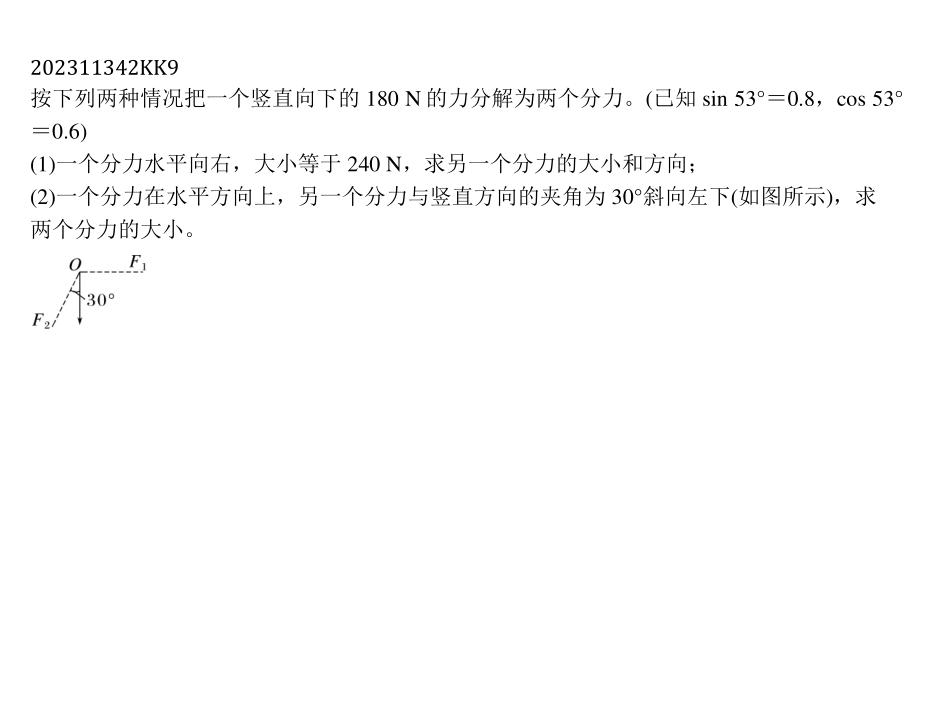 202311342KK9
按下列两种情况把一个竖直向下的 180 N 的力分解为两个分力。(已知 sin 53°＝0.8，cos 53°
＝0.6)
(1)一个分力水平向右，大小等于 240 N，求另一个分力的大小和方向；
(2)一个分力在水平方向上，另一个分力与竖直方向的夹角为 30°斜向左下(如图所示)，求
两个分力的大小。
O F₁
30°
F₂